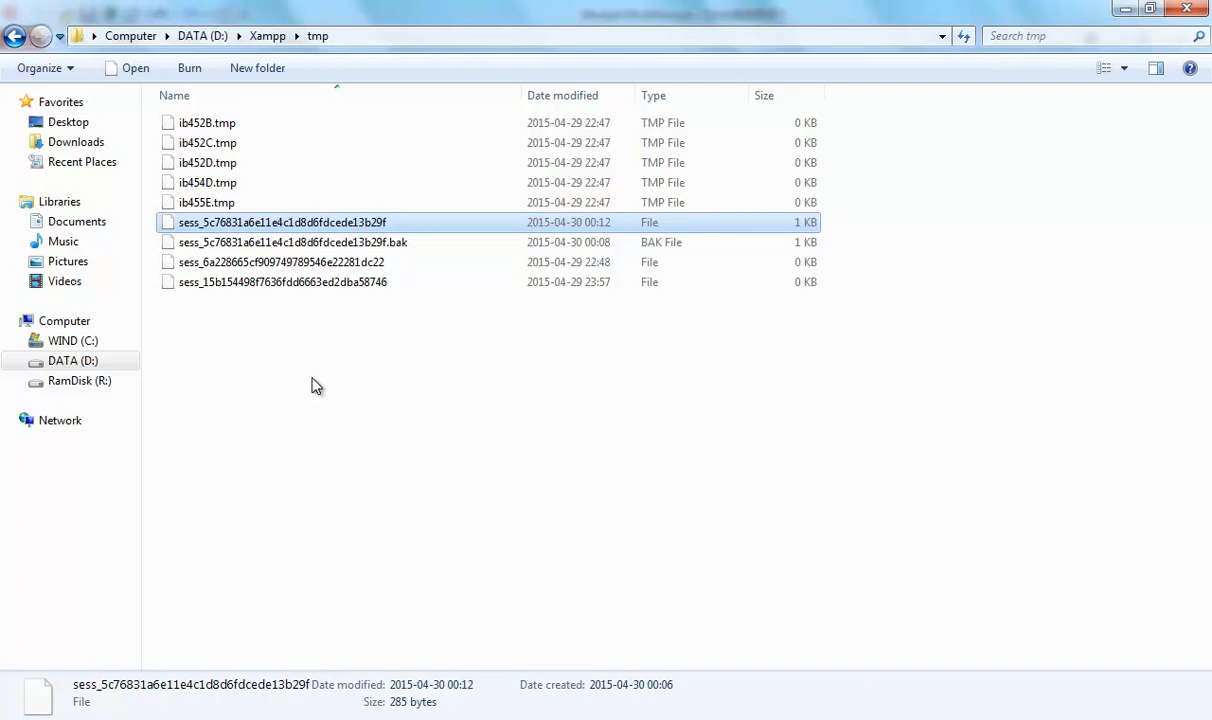 Computer DATA (D:) Xampp tmp Search tmp
Organize Open Burn New folder
Name Date modified Type Size
Favorites
Desktop
Downloads
Recent Places
Libraries
Documents
Music
Pictures
Videos
Computer
WIND (C:)
DATA (D:)
RamDisk (R:)
Network
ib452B.tmp 2015-04-29 22:47 TMP File 0 KB
ib452C.tmp 2015-04-29 22:47 TMP File 0 KB
ib452D.tmp 2015-04-29 22:47 TMP File 0 KB
ib454D.tmp 2015-04-29 22:47 TMP File 0 KB
ib455E.tmp 2015-04-29 22:47 TMP File 0 KB
sess_5c76831a6e11e4c1d8d6fdcede13b29f 2015-04-30 00:12 File 1 KB
sess_5c76831a6e11e4c1d8d6fdcede13b29f.bak 2015-04-30 00:08 BAK File 1 KB
sess_6a228665cf909749789546e22281dc22 2015-04-29 22:48 File 0 KB
sess_15b154498f7636fdd6663ed2dba58746 2015-04-29 23:57 File 0 KB
sess_5c76831a6e11e4c1d8d6fdcede13b29f Date modified: 2015-04-30 00:12 Date created: 2015-04-30 00:06
File Size: 285 bytes